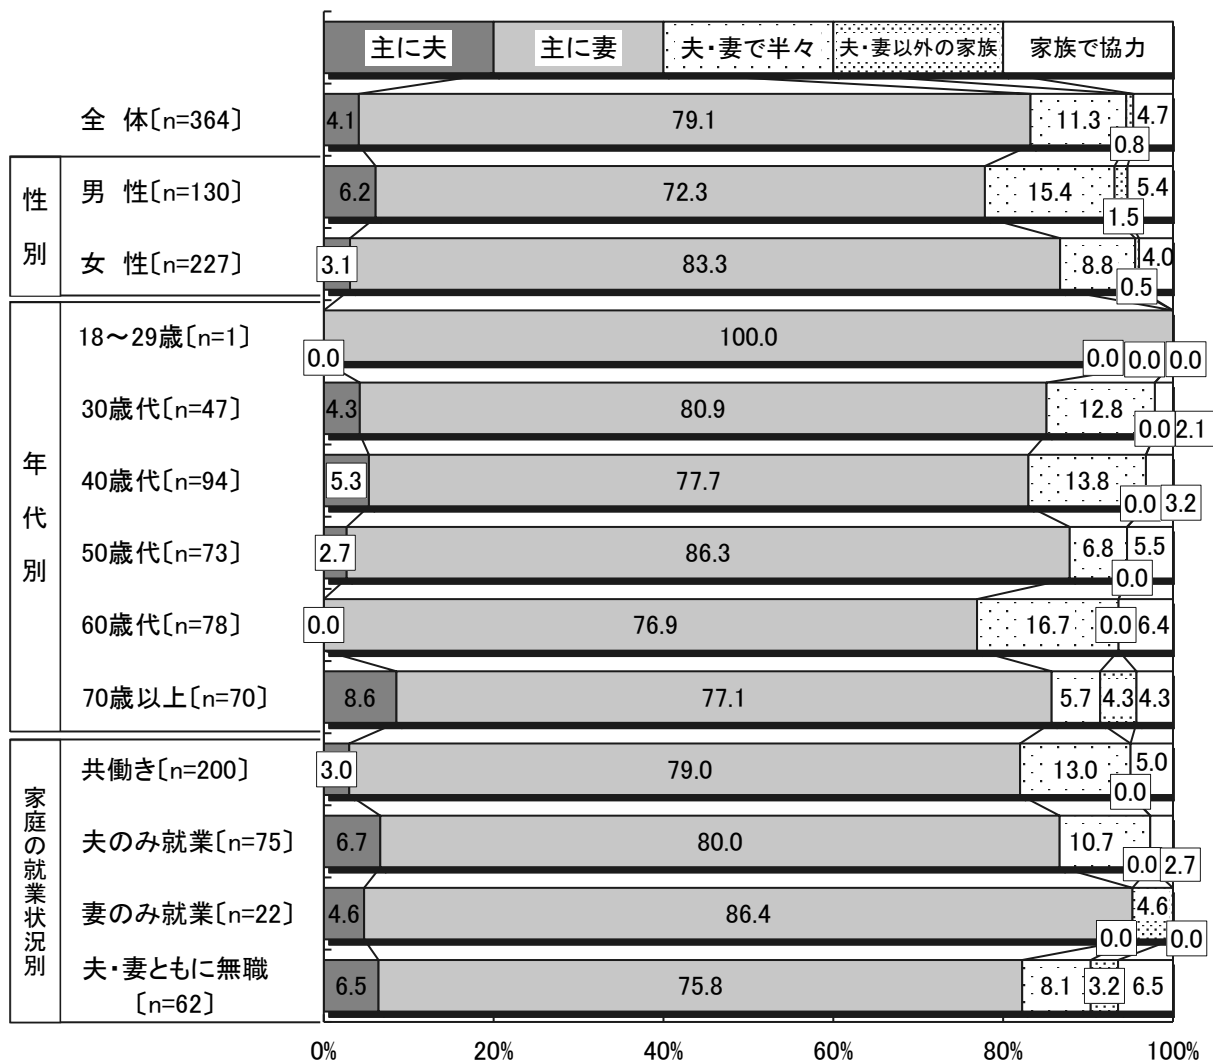 主に夫 主に妻 夫・妻で半々 夫・妻以外の家族 家族で協力
全 体〔n=364〕 4.1 79.1 11.3 0.8 4.7
性別
男 性〔n=130〕 6.2 72.3 15.4 1.5 5.4
女 性〔n=227〕 3.1 83.3 8.8 0.5 4.0
年代別
18～29歳〔n=1〕 0.0 100.0 0.0 0.0 0.0
30歳代〔n=47〕 4.3 80.9 12.8 0.0 2.1
40歳代〔n=94〕 5.3 77.7 13.8 0.0 3.2
50歳代〔n=73〕 2.7 86.3 6.8 0.0 5.5
60歳代〔n=78〕 0.0 76.9 16.7 0.0 6.4
70歳以上〔n=70〕 8.6 77.1 5.7 4.3 4.3
家庭の就業状況別
共働き〔n=200〕 3.0 79.0 13.0 0.0 5.0
夫のみ就業〔n=75〕 6.7 80.0 10.7 0.0 2.7
妻のみ就業〔n=22〕 4.6 86.4 0.0 4.6 0.0
夫・妻ともに無職
〔n=62〕 6.5 75.8 8.1 3.2 6.5
0% 20% 40% 60% 80% 100%